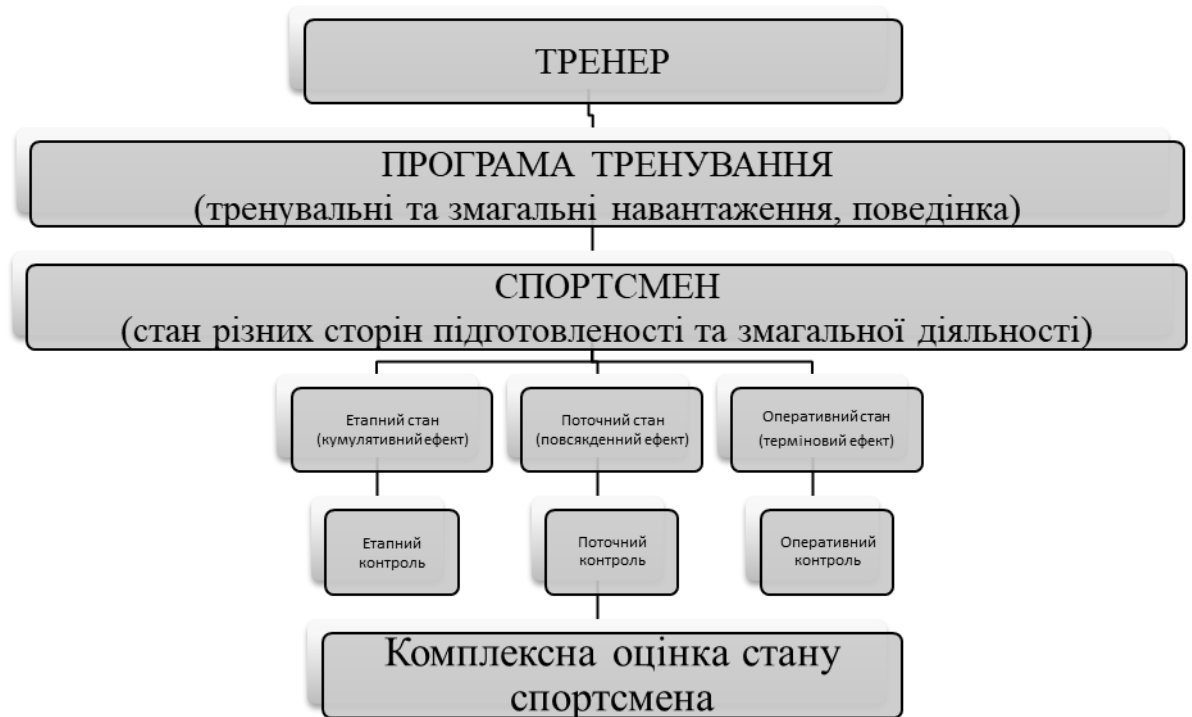 ТРЕНЕР
ПРОГРАМА ТРЕНУВАННЯ
(тренувальні та змагальні навантаження, поведінка)
СПОРТСМЕН
(стан різних сторін підготовленості та змагальної діяльності)
Етапний стан
(кумулятивний ефект)
Поточний стан
(повсякденний ефект)
Оперативний стан
(терміновий ефект)
Етапний
контроль
Поточний
контроль
Оперативний
контроль
Комплексна оцінка стану
спортсмена